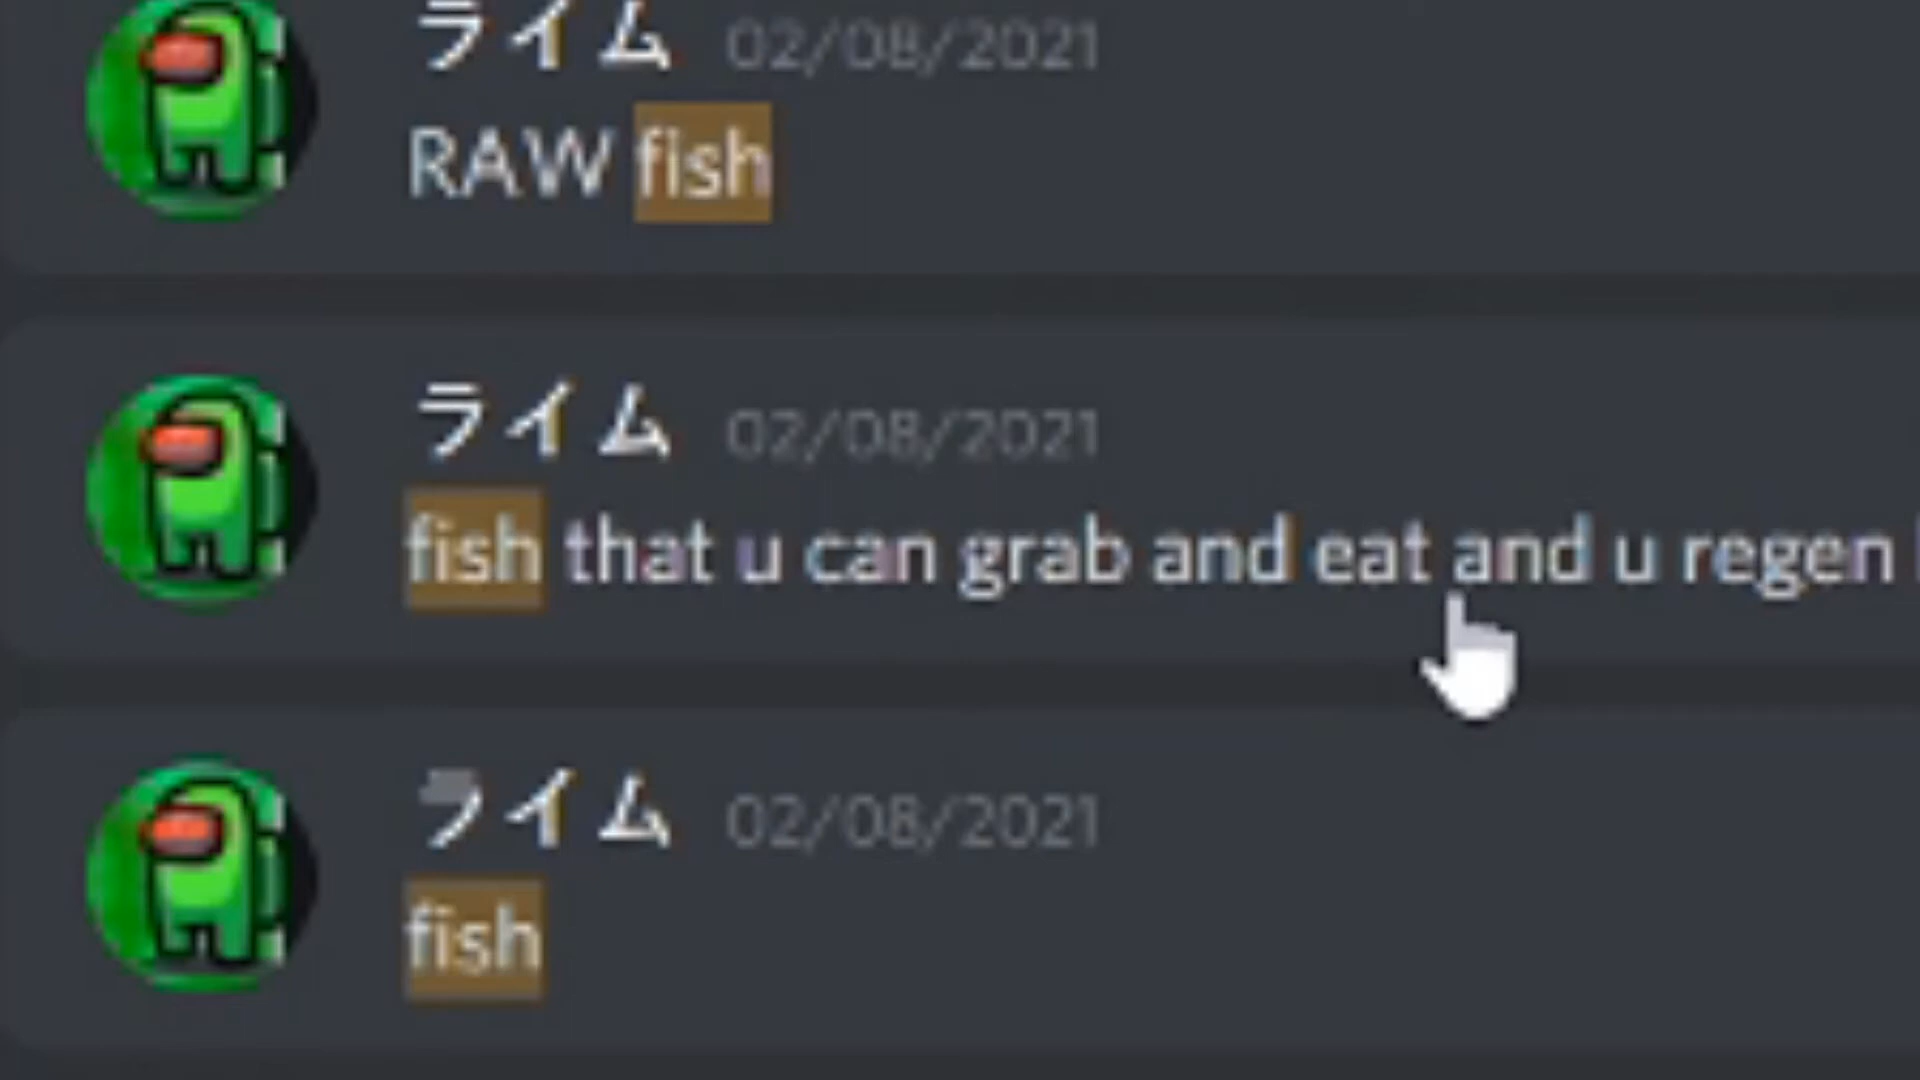 ライム 02/08/2021
RAW fish
ライム 02/08/2021
fish that u can grab and eat and u regen
ライム 02/08/2021
fish